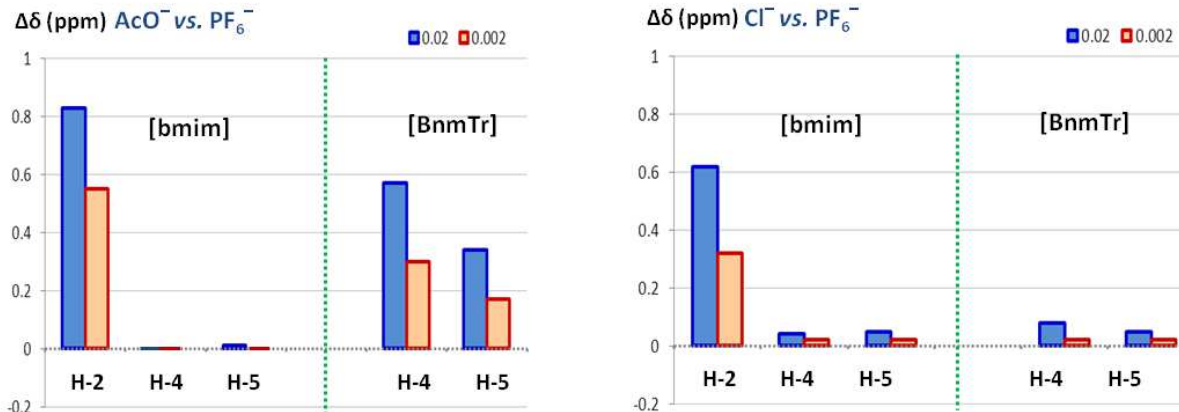 Δδ (ppm) AcO⁻ vs. PF₆⁻
0.02 0.002
1
0.8
0.6
0.4
0.2
0
-0.2
[bmim]
[BnmTr]
H-2 H-4 H-5 H-4 H-5
Δδ (ppm) Cl⁻ vs. PF₆⁻
0.02 0.002
1
0.8
0.6
0.4
0.2
0
-0.2
[bmim]
[BnmTr]
H-2 H-4 H-5 H-4 H-5